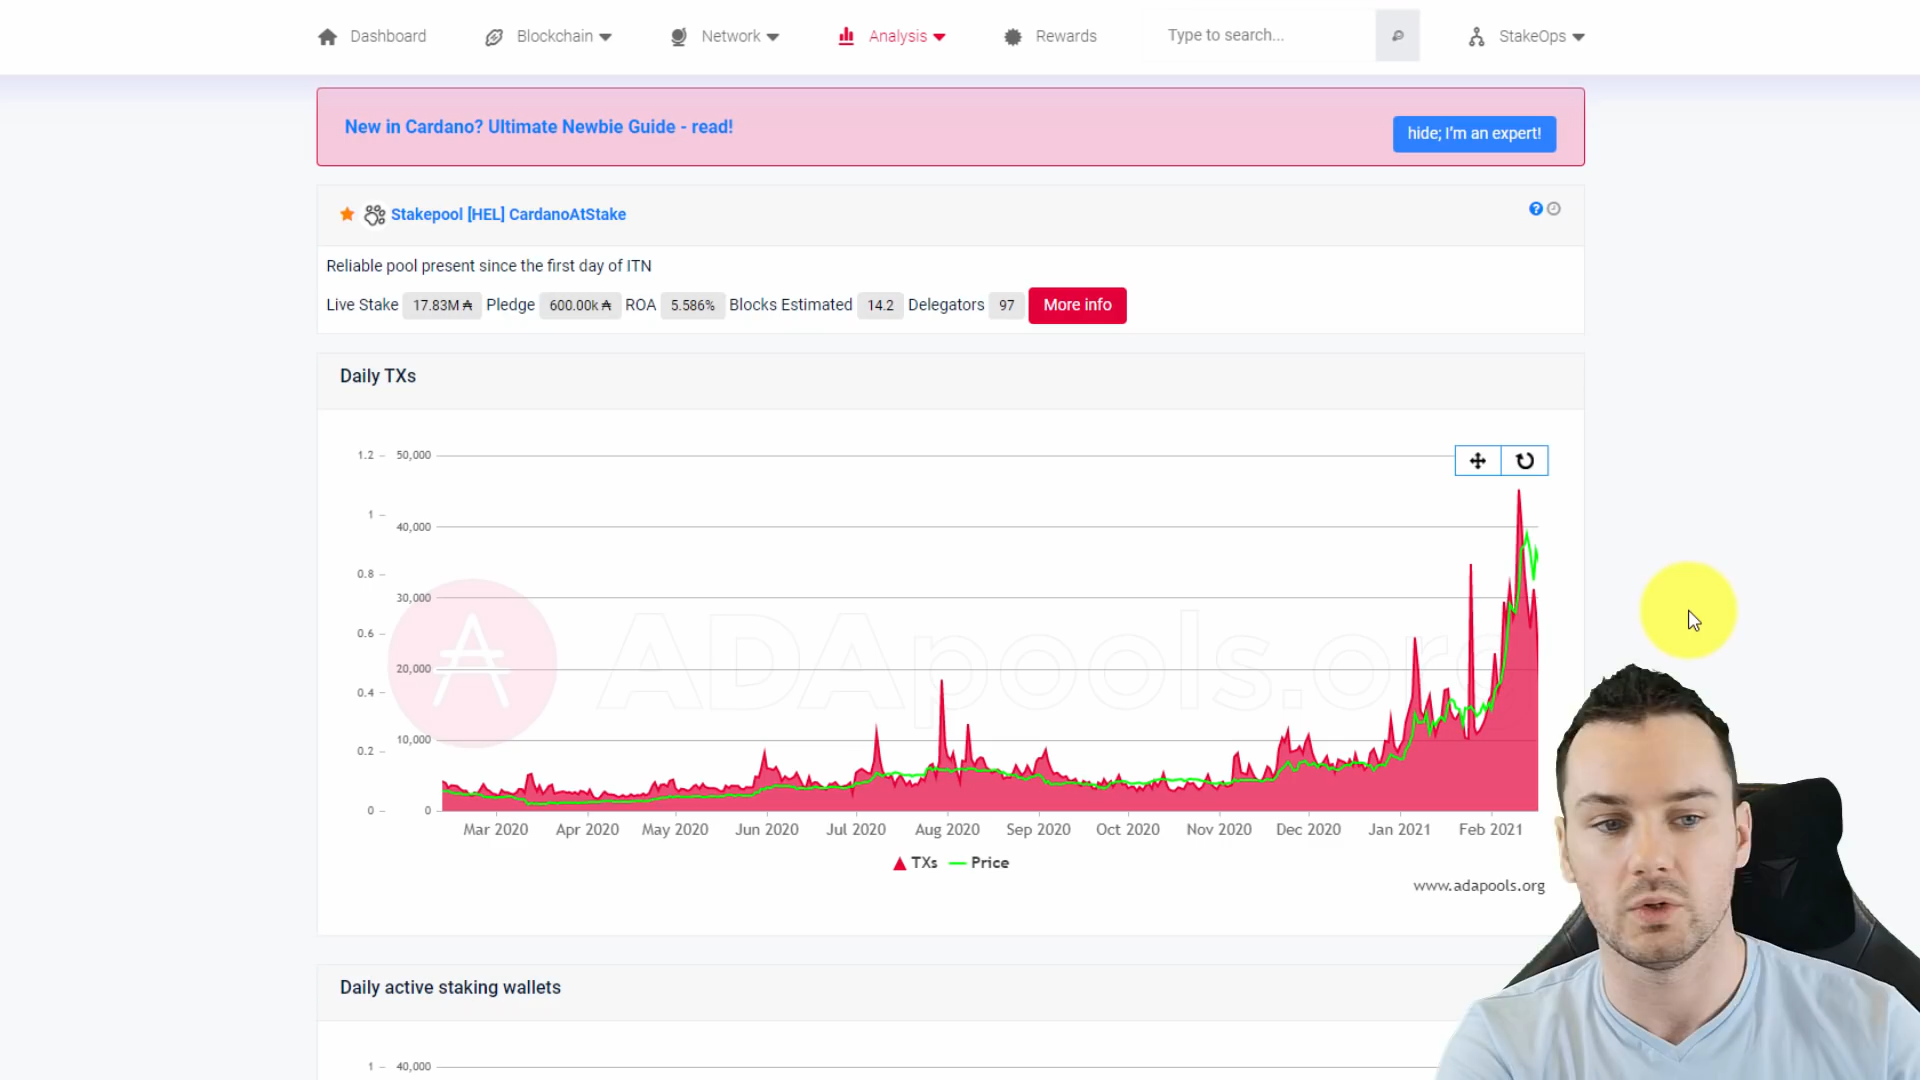 Dashboard Blockchain Network Analysis Rewards Type to search... StakeOps
New in Cardano? Ultimate Newbie Guide - read! hide; I'm an expert!
Stakepool [HEL] CardanoAtStake
Reliable pool present since the first day of ITN
Live Stake 17.83M ₳ Pledge 600.00k ₳ ROA 5.586% Blocks Estimated 14.2 Delegators 97 More info
Daily TXs
1.2 50,000
1
40,000
0.8
30,000
0.6
20,000
0.4
10,000
0.2
0 0
ADApools.org
Mar 2020 Apr 2020 May 2020 Jun 2020 Jul 2020 Aug 2020 Sep 2020 Oct 2020 Nov 2020 Dec 2020 Jan 2021 Feb 2021
TXs Price
www.adapools.org
Daily active staking wallets
1 40,000